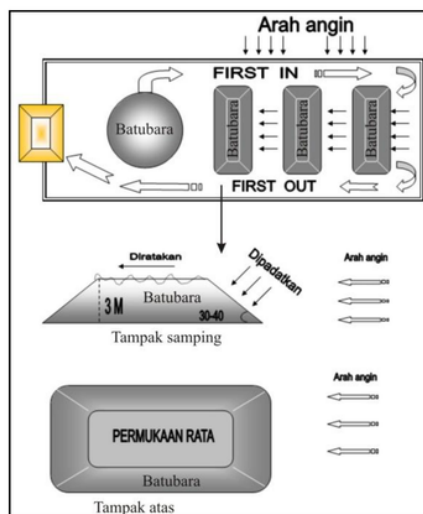 Arah angin
FIRST IN
Batubara
Batubara
Batubara
Batubara
FIRST OUT
Diratakan
Dipadatkan
Batubara
3 M
30-40
Tampak samping
Arah angin
Arah angin
PERMUKAAN RATA
Batubara
Tampak atas